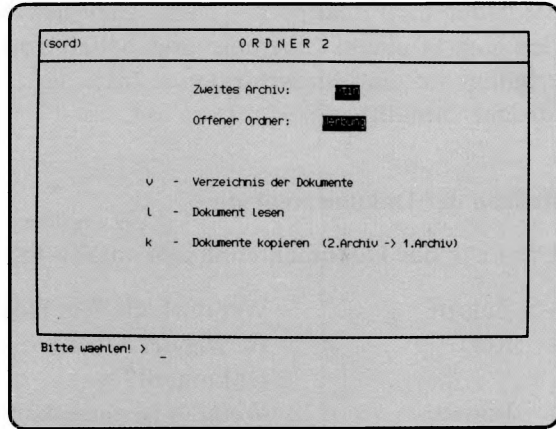 (sord) O R D N E R 2
Zweites Archiv:
Offener Ordner: Werbung
v - Verzeichnis der Dokumente
l - Dokument lesen
k - Dokumente kopieren (2.Archiv -> 1.Archiv)
Bitte waehlen! > _